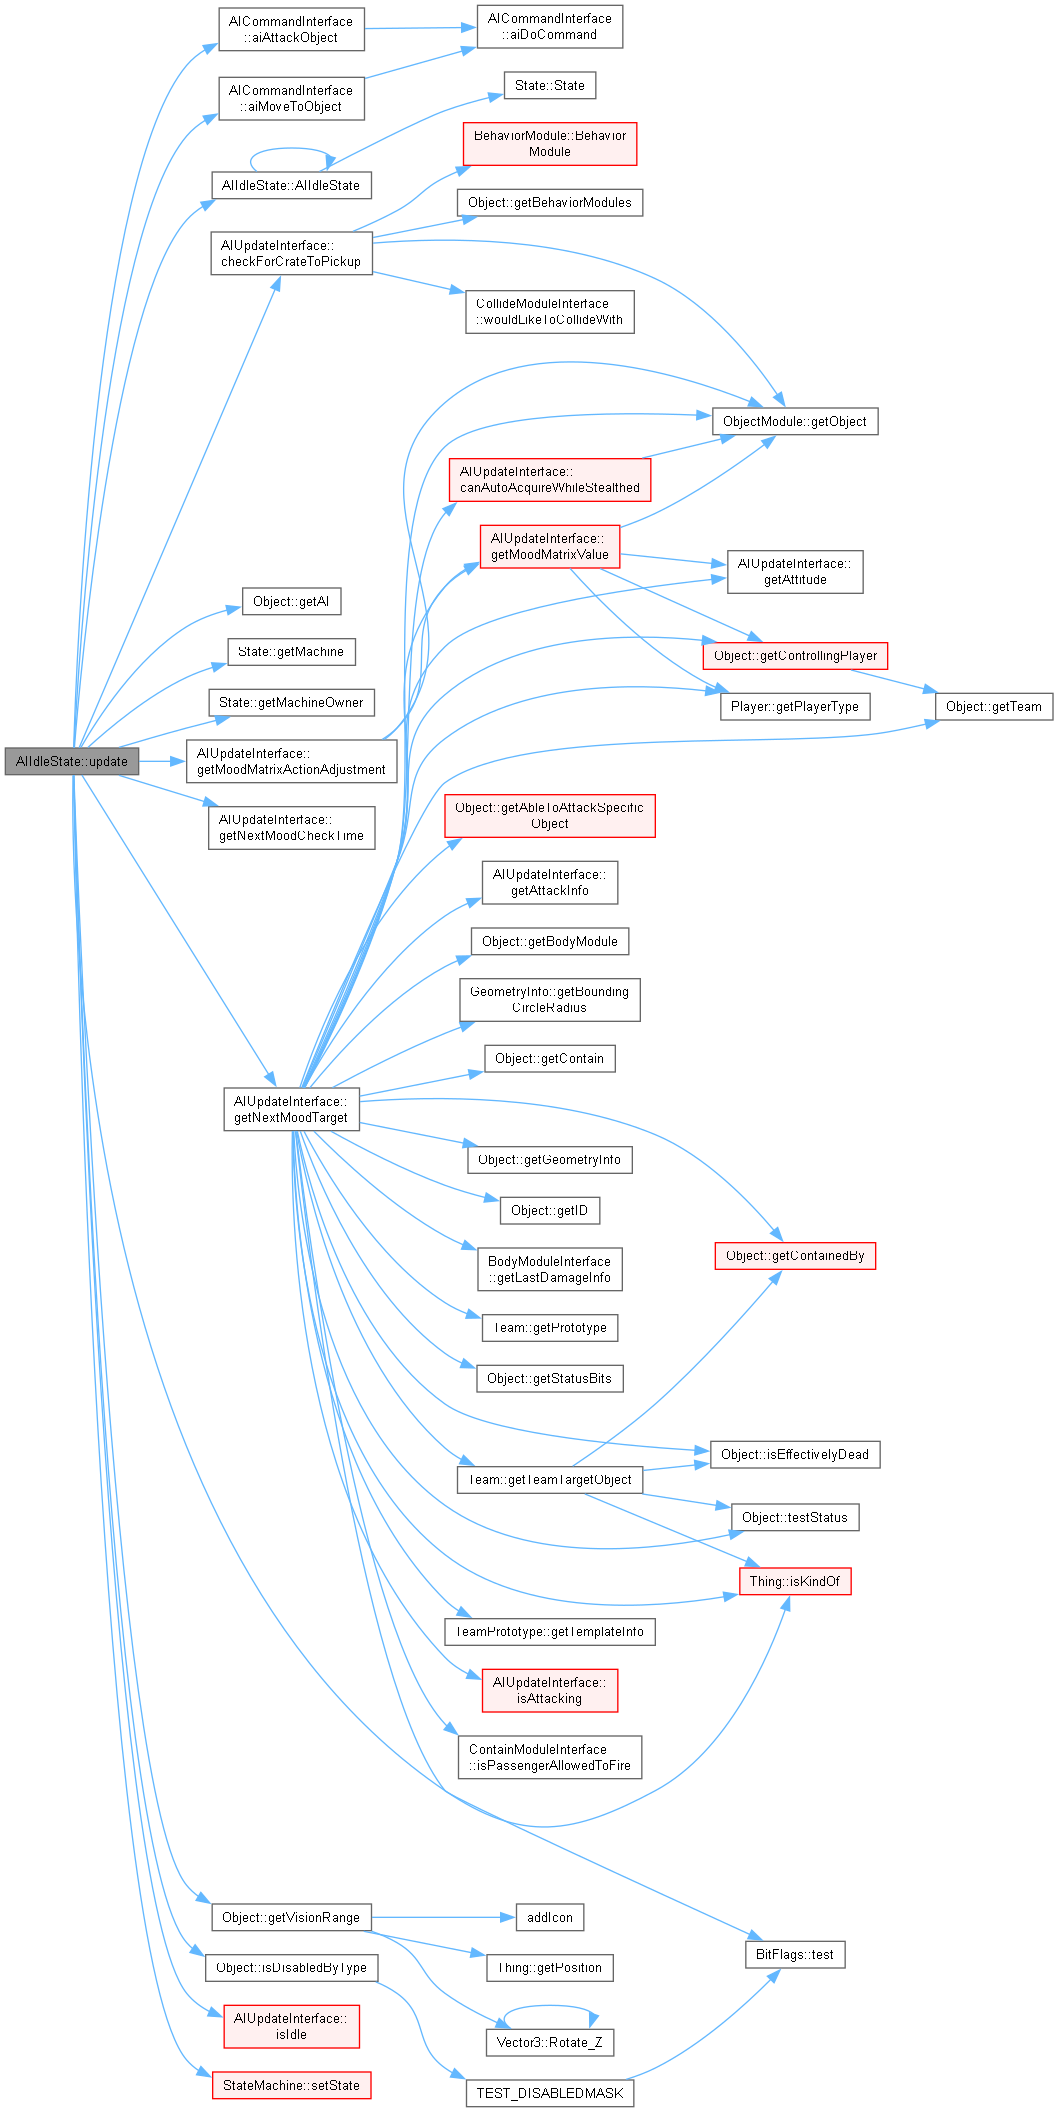 AICommandInterface
::aiAttackObject
AICommandInterface
::aiDoCommand
AICommandInterface
::aiMoveToObject
State::State
BehaviorModule::Behavior
Module
AIIdleState::AIIdleState
Object::getBehaviorModules
AIUpdateInterface::
checkForCrateToPickup
CollideModuleInterface
::wouldLikeToCollideWith
ObjectModule::getObject
AIUpdateInterface::
canAutoAcquireWhileStealthed
AIUpdateInterface::
getMoodMatrixValue
AIUpdateInterface::
getAttitude
Object::getAI
State::getMachine
Object::getControllingPlayer
State::getMachineOwner
Player::getPlayerType
Object::getTeam
AIIdleState::update
AIUpdateInterface::
getMoodMatrixActionAdjustment
AIUpdateInterface::
getNextMoodCheckTime
Object::getAbleToAttackSpecific
Object
AIUpdateInterface::
getAttackInfo
Object::getBodyModule
GeometryInfo::getBounding
CircleRadius
Object::getContain
AIUpdateInterface::
getNextMoodTarget
Object::getGeometryInfo
Object::getID
Object::getContainedBy
BodyModuleInterface
::getLastDamageInfo
Team::getPrototype
Object::getStatusBits
Object::isEffectivelyDead
Team::getTeamTargetObject
Object::testStatus
Thing::isKindOf
TeamPrototype::getTemplateInfo
AIUpdateInterface::
isAttacking
ContainModuleInterface
::isPassengerAllowedToFire
Object::getVisionRange
addIcon
BitFlags::test
Object::isDisabledByType
Thing::getPosition
AIUpdateInterface::
isIdle
Vector3::Rotate_Z
StateMachine::setState
TEST_DISABLEDMASK